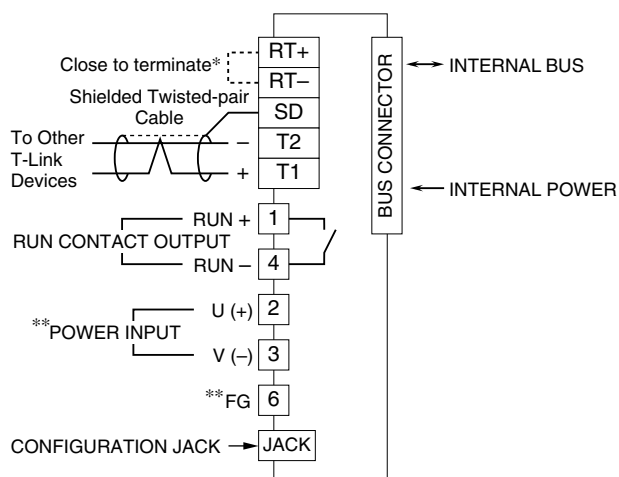 Close to terminate*
RT+
RT–
Shielded Twisted-pair
Cable
SD
To Other
T-Link
Devices
– T2
+ T1
BUS CONNECTOR
INTERNAL BUS
INTERNAL POWER
RUN CONTACT OUTPUT
RUN + 1
RUN – 4
**POWER INPUT
U (+) 2
V (–) 3
**FG 6
CONFIGURATION JACK JACK